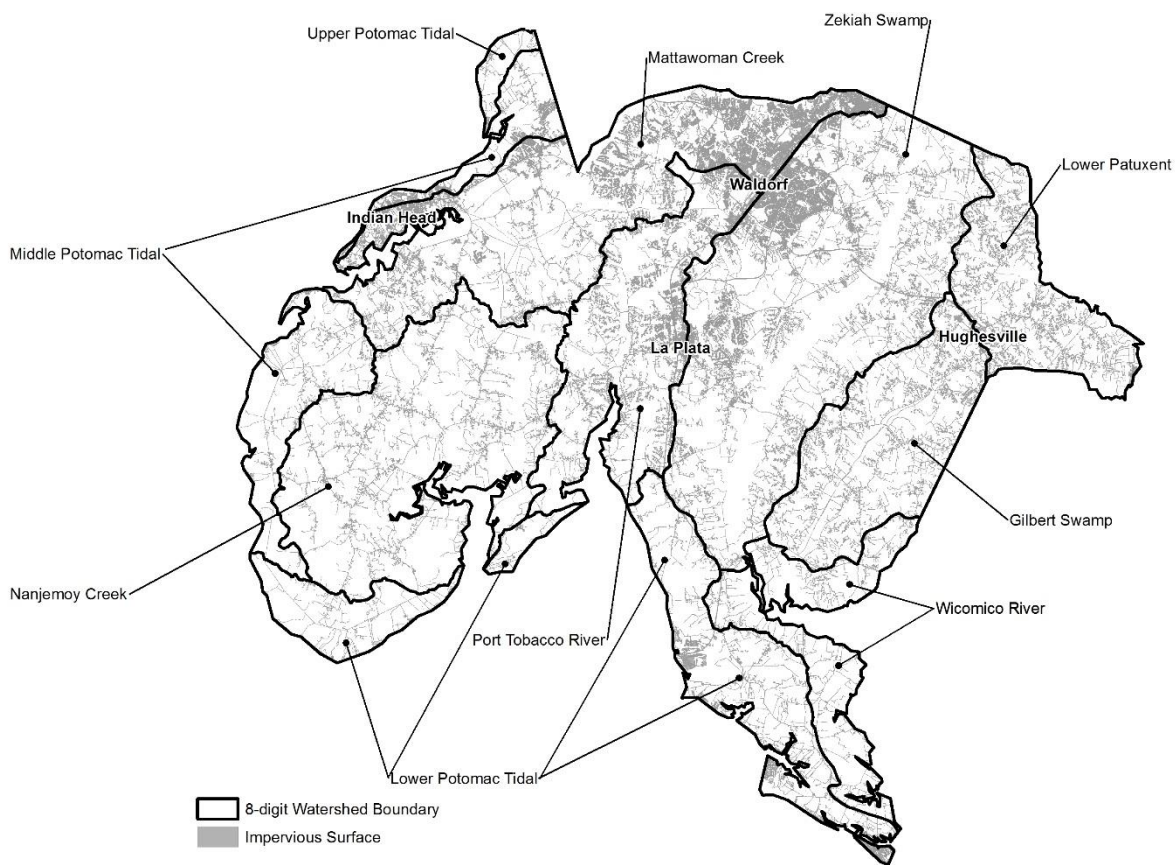 Zekiah Swamp
Upper Potomac Tidal
Mattawoman Creek
Lower Patuxent
Waldorf
Indian Head
Middle Potomac Tidal
Hughesville
La Plata
Gilbert Swamp
Nanjemoy Creek
Wicomico River
Port Tobacco River
Lower Potomac Tidal
8-digit Watershed Boundary
Impervious Surface